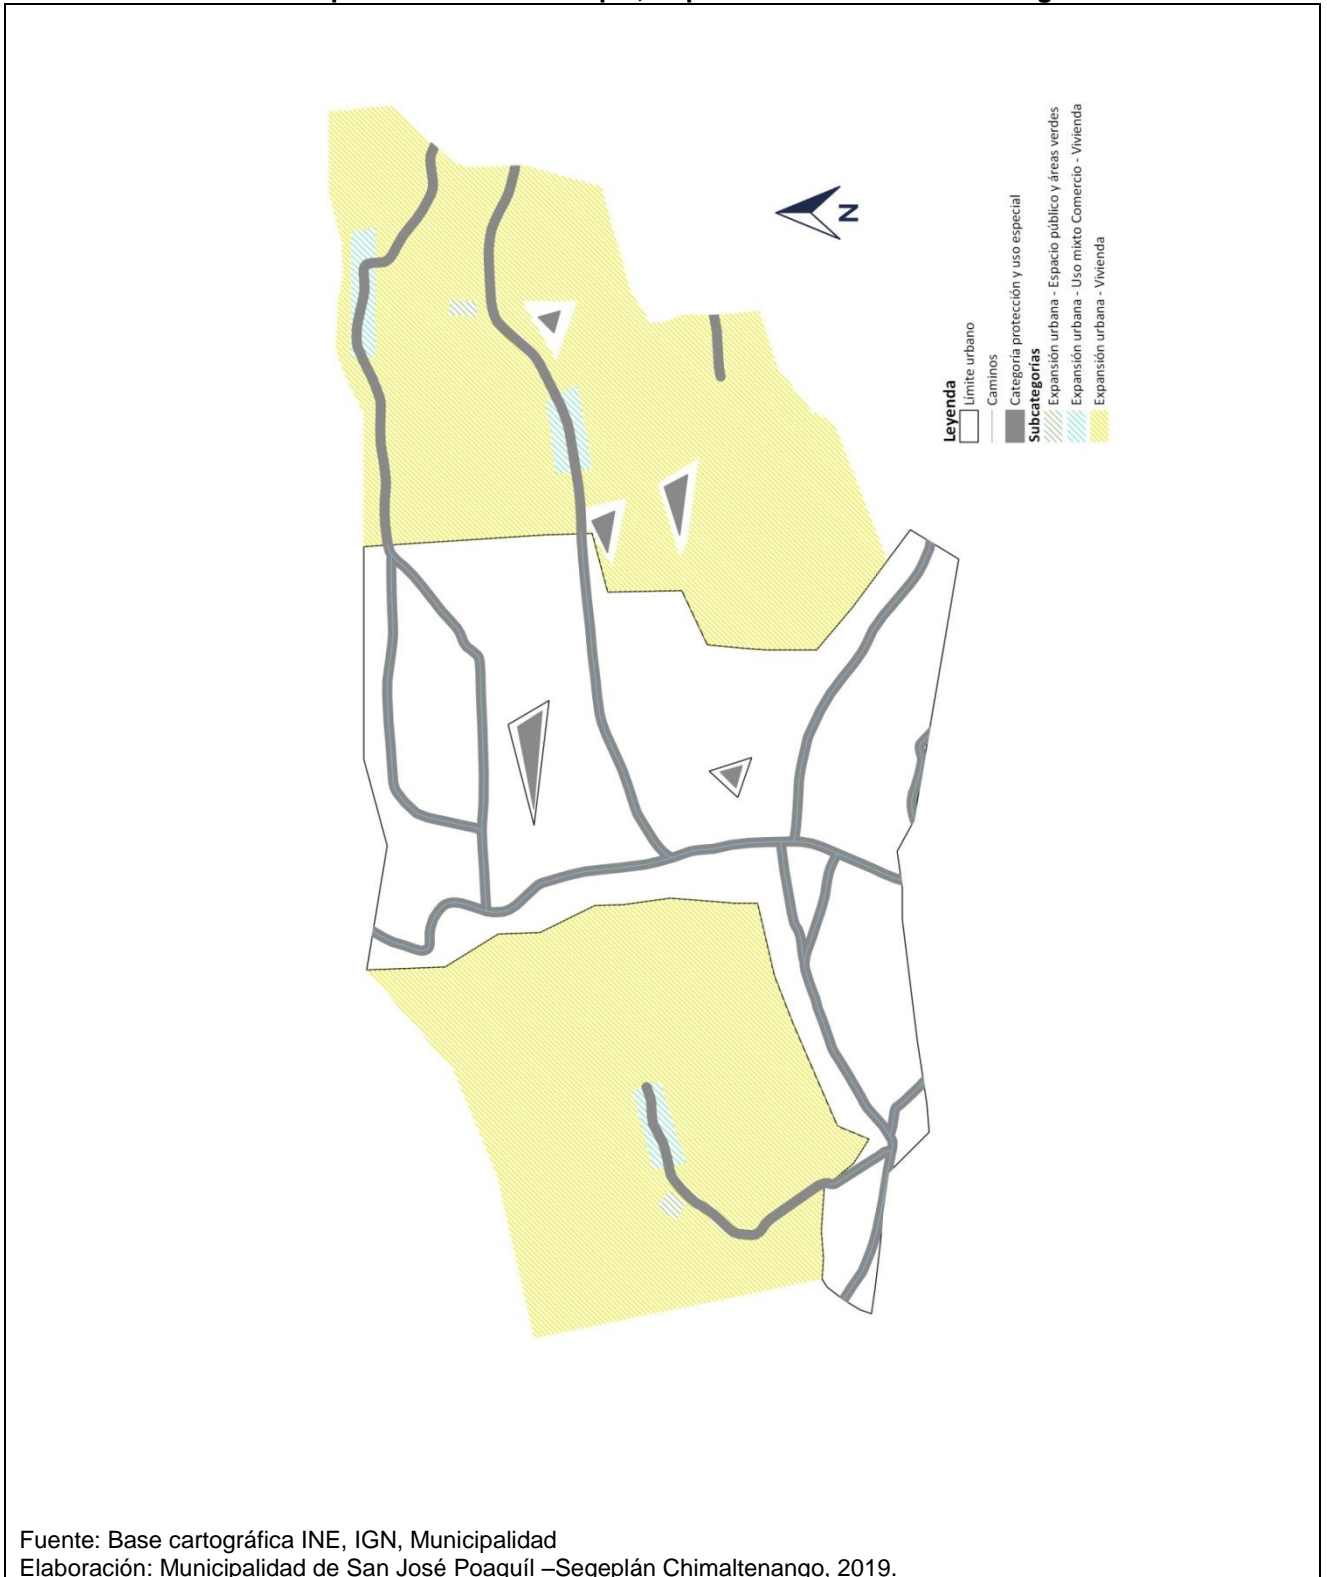 N
Leyenda
Límite urbano
Caminos
Categoría protección y uso especial
Subcategorías
Expansión urbana - Espacio público y áreas verdes
Expansión urbana - Uso mixto Comercio - Vivienda
Expansión urbana - Vivienda
Fuente: Base cartográfica INE, IGN, Municipalidad
Elaboración: Municipalidad de San José Poaquíl –Segeplán Chimaltenango, 2019.